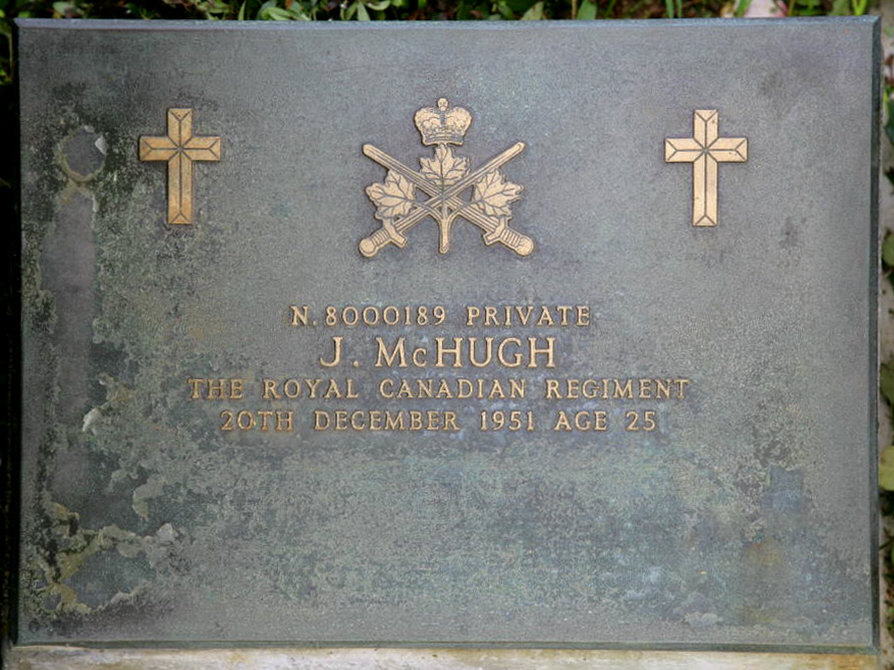 N.8000189 PRIVATE
J. McHUGH
THE ROYAL CANADIAN REGIMENT
20TH DECEMBER 1951 AGE 25